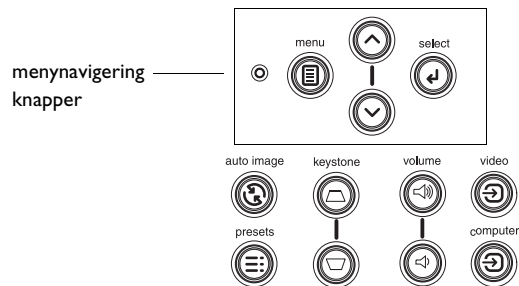 menu
select
menynavigering
knapper
auto image
keystone
volume
video
presets
computer